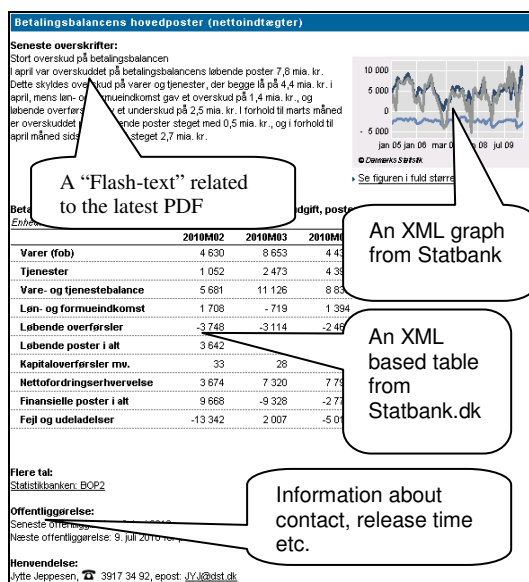 Betalingsbalancens hovedposter (nettoindtægter)
Seneste overskrifter:
Stort overskud på betalingsbalancen
I april var overskuddet på betalingsbalancens løbende poster 7,8 mia. kr.
Dette skyldes overskud på varer og tjenester, der begge lå på 4,4 mia. kr. i
april, mens løn- og formueindkomst gav et overskud på 1,4 mia. kr., og
løbende overførsler gav et underskud på 2,5 mia. kr. I forhold til marts måned
er overskuddet på løbende poster steget med 0,5 mia. kr., og i forhold til
april måned steget 2,7 mia. kr.
10 000
5 000
0
- 5 000
jan 05 jan 06 mar 08 jul 09
© Danmarks Statistik
Se figuren i fuld større
A “Flash-text” related
to the latest PDF
An XML graph
from Statbank
2010M02 2010M03
Varer (fob) 4 630 8 653
Tjenester 1 052 2 473
Vare- og tjenestebalance 5 681 11 126
Løn- og formueindkomst 1 708 - 719 1 394
Løbende overførsler -3 748 -3 114
Løbende poster i alt 3 642
Kapitaloverførsler mv. 33 28
Nettofordringserhvervelse 3 674 7 320
Finansielle poster i alt 9 668 -9 328
Fejl og udeladelser -13 342 2 007
An XML
based table
from
Statbank.dk
Flere tal:
Statistikbanken: BOP2
Offentliggørelse:
Seneste
Næste offentliggørelse: 9. juli 2010
Information about
contact, release time
etc.
Henvendelse:
Jytte Jeppesen, ☎ 3917 34 92, epost: JYJ@dst.dk